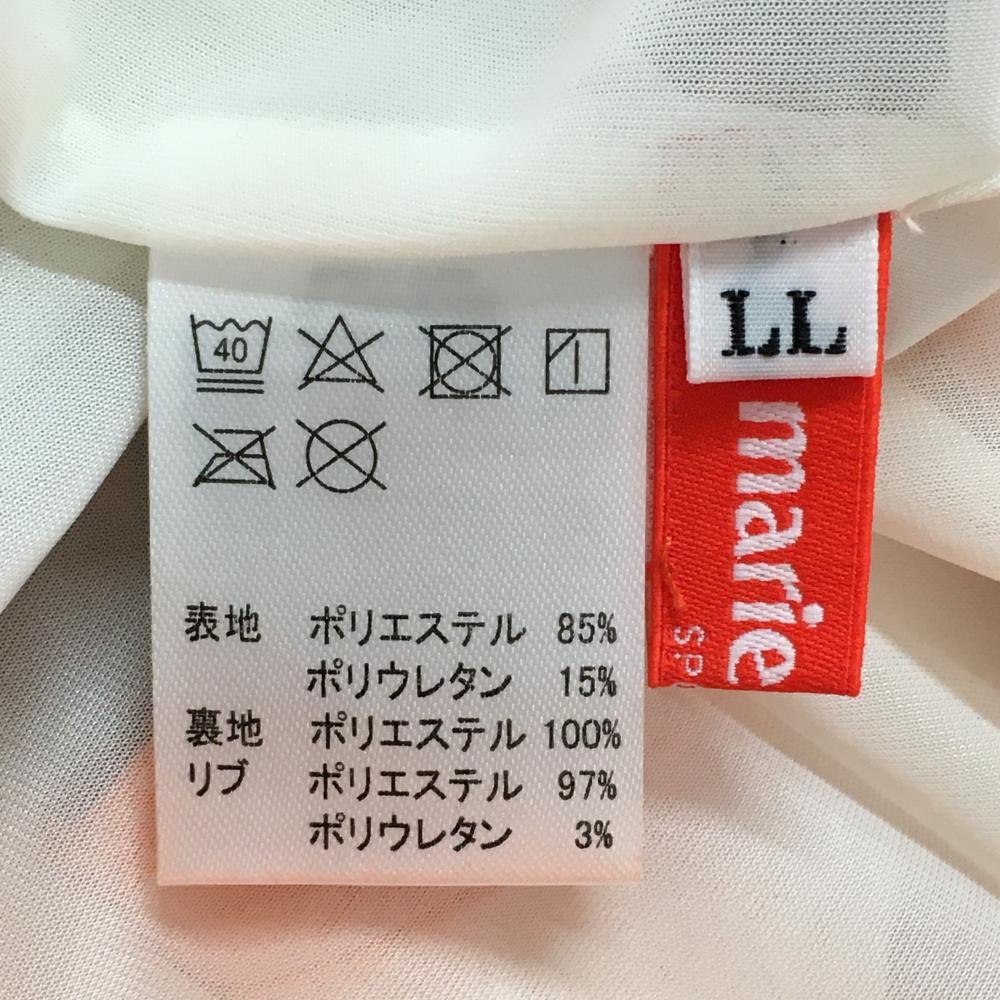 40
表地 ポリエステル 85%
ポリウレタン 15%
裏地 ポリエステル 100%
リブ ポリエステル 97%
ポリウレタン 3%
LL
marie
SP